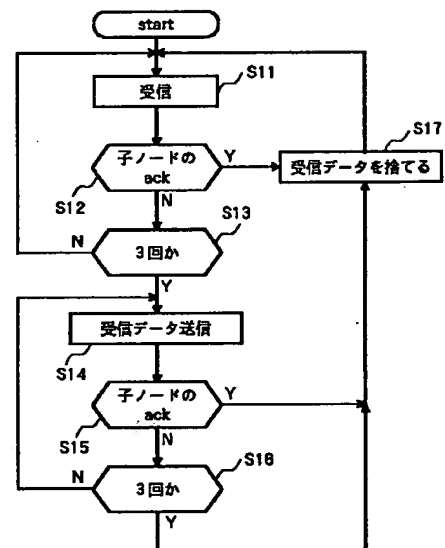 start
S11
受信
S17
子ノードの
ack
Y
受信データを捨てる
S12
N
S13
N
3回か
Y
受信データ送信
S14
子ノードの
ack
Y
S15
N
S16
N
3回か
Y